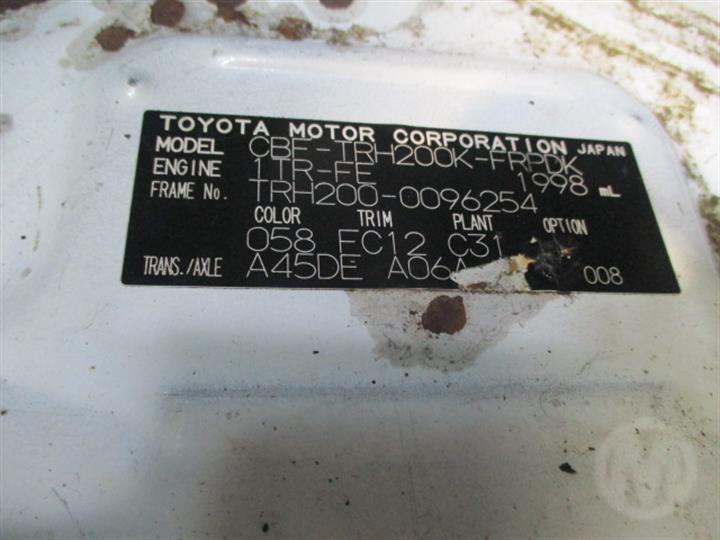 TOYOTA MOTOR CORPORATION JAPAN
MODEL CBF-TRH200K-FRPDK
ENGINE 1TR-FE 1998 mL
FRAME No. TRH200-0096254
COLOR TRIM PLANT OPTION
058 FC12 C31
TRANS./AXLE A45DE A06A 008
M